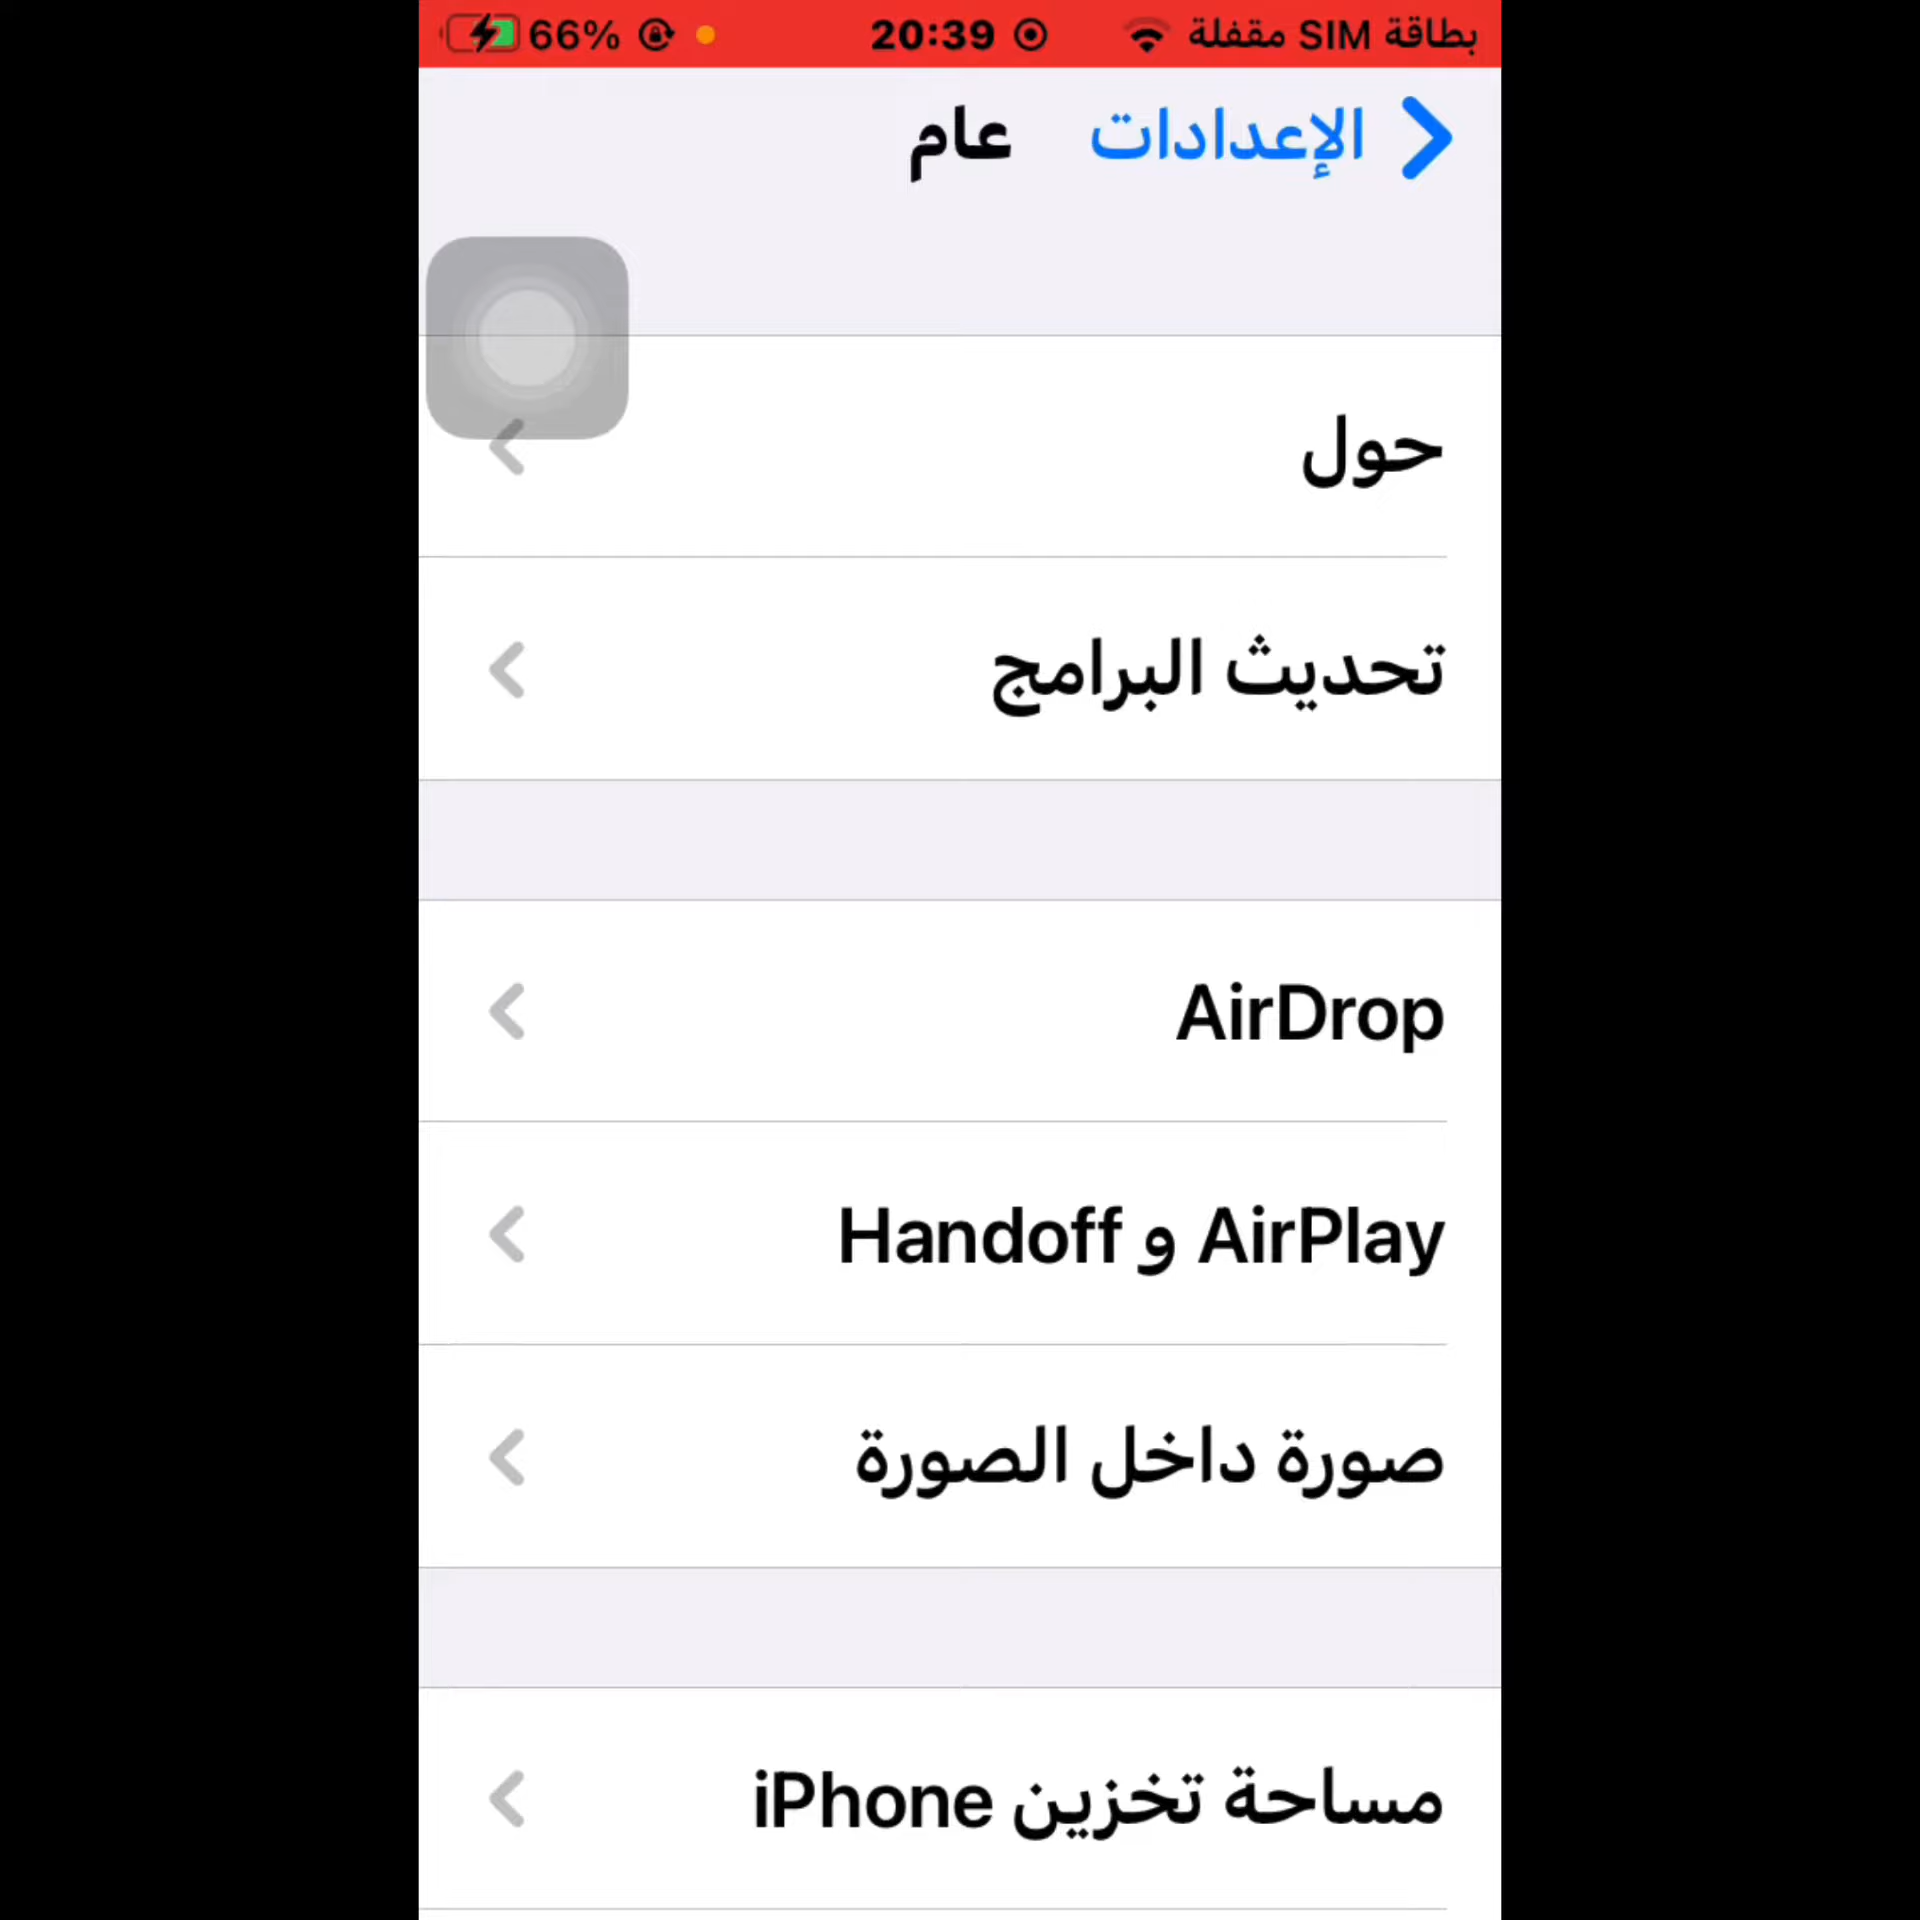 بطاقة SIM مقفلة 20:39 66%
الإعدادات عام
حول
تحديث البرامج
AirDrop
AirPlay و Handoff
صورة داخل الصورة
مساحة تخزين iPhone